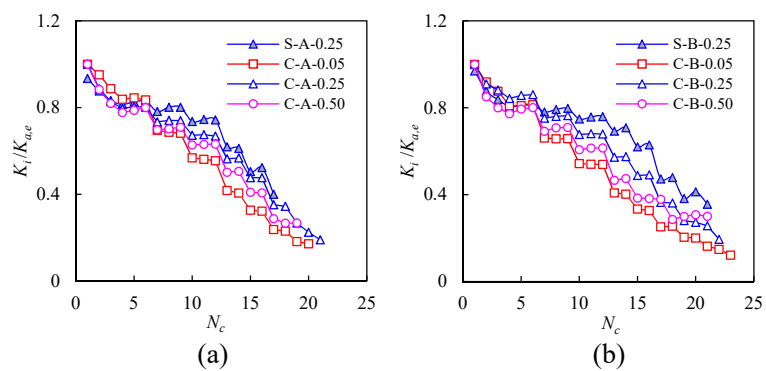 1.2
0.8
0.4
0
0 5 10 15 20 25
K_i/K_{a,e}
N_c
S-A-0.25
C-A-0.05
C-A-0.25
C-A-0.50
(a)
1.2
0.8
0.4
0
0 5 10 15 20 25
K_i/K_{a,e}
N_c
S-B-0.25
C-B-0.05
C-B-0.25
C-B-0.50
(b)